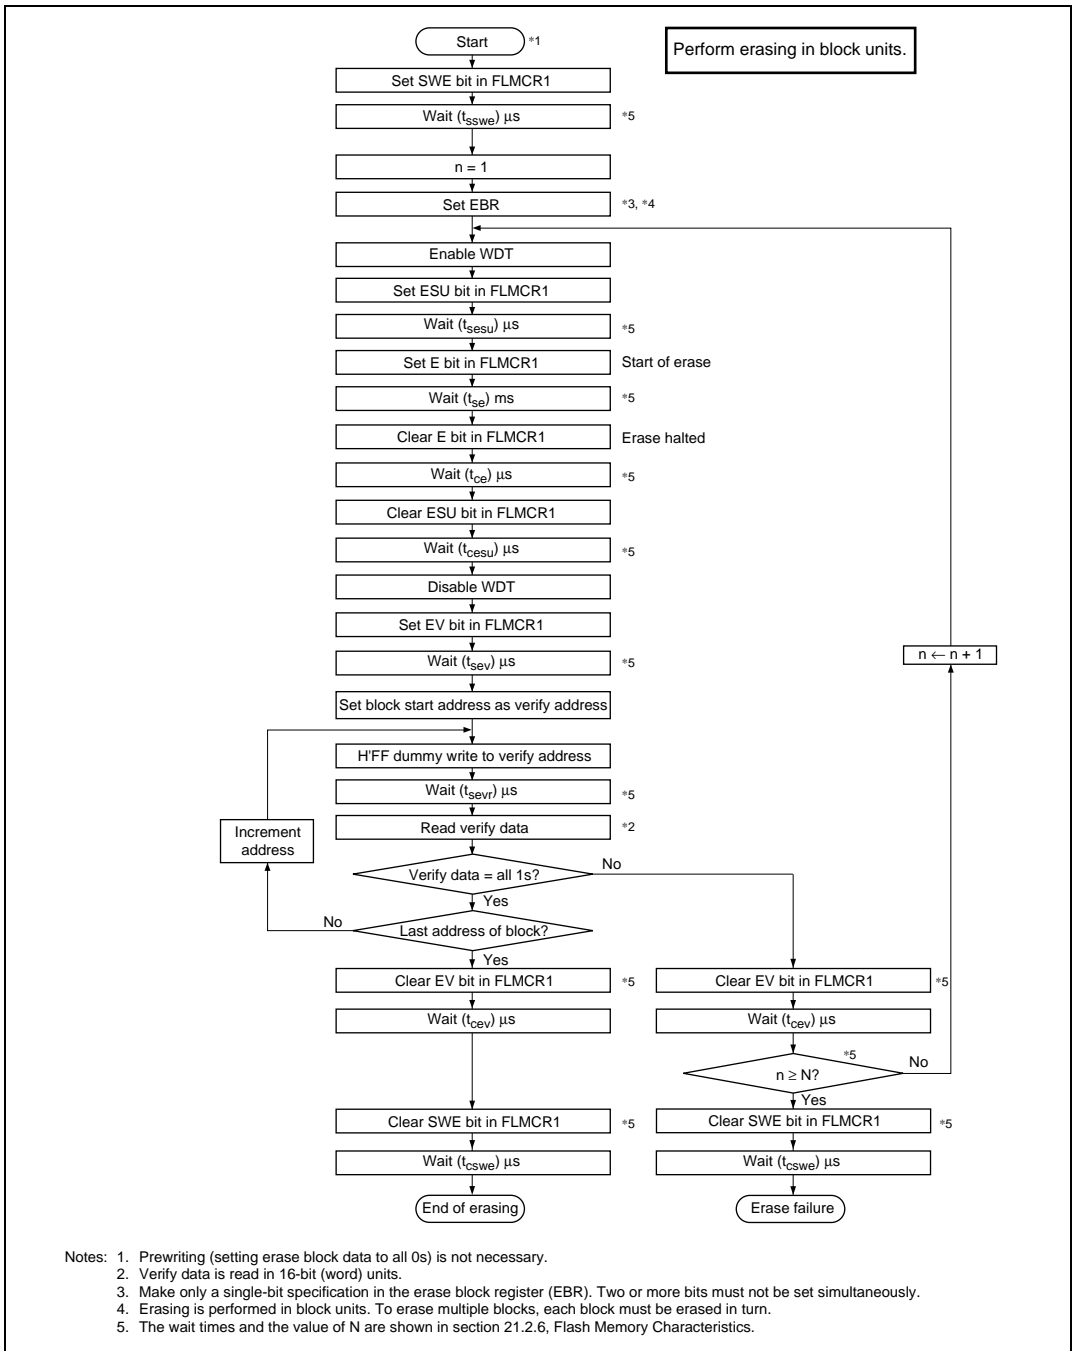 Start *1
Perform erasing in block units.
Set SWE bit in FLMCR1
Wait (tsswe) μs *5
n = 1
Set EBR *3, *4
Enable WDT
Set ESU bit in FLMCR1
Wait (tsesu) μs *5
Set E bit in FLMCR1 Start of erase
Wait (tse) ms *5
Clear E bit in FLMCR1 Erase halted
Wait (tce) μs *5
Clear ESU bit in FLMCR1
Wait (tcesu) μs *5
Disable WDT
Set EV bit in FLMCR1
Wait (tsev) μs *5
n ← n + 1
Set block start address as verify address
H'FF dummy write to verify address
Wait (tsevr) μs *5
Read verify data *2
Increment
address
Verify data = all 1s?
No
Yes
Last address of block?
No
Yes
Clear EV bit in FLMCR1 *5
Clear EV bit in FLMCR1 *5
Wait (tcev) μs
Wait (tcev) μs
n ≥ N? *5
No
Yes
Clear SWE bit in FLMCR1 *5
Clear SWE bit in FLMCR1 *5
Wait (tcswe) μs
Wait (tcswe) μs
End of erasing
Erase failure
Notes: 1. Prewriting (setting erase block data to all 0s) is not necessary.
2. Verify data is read in 16-bit (word) units.
3. Make only a single-bit specification in the erase block register (EBR). Two or more bits must not be set simultaneously.
4. Erasing is performed in block units. To erase multiple blocks, each block must be erased in turn.
5. The wait times and the value of N are shown in section 21.2.6, Flash Memory Characteristics.